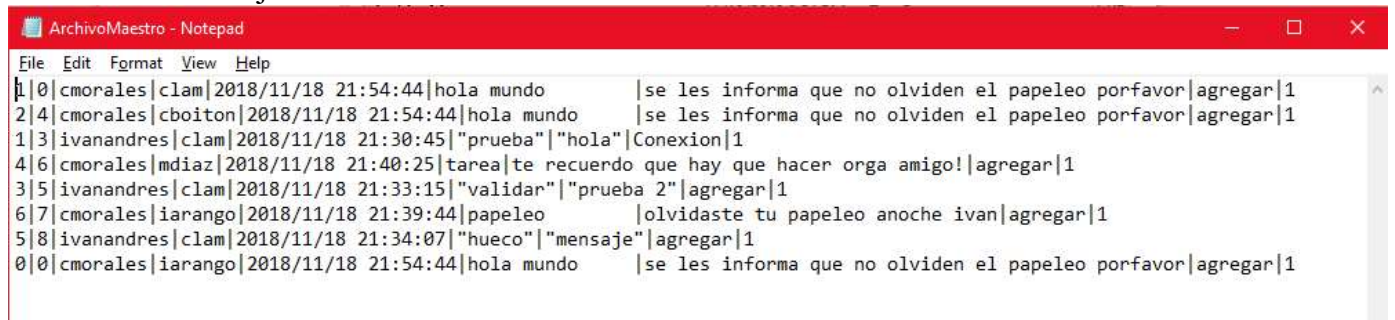 ArchivoMaestro - Notepad
File Edit Format View Help
1|0|cmorales|clam|2018/11/18 21:54:44|hola mundo          |se les informa que no olviden el papeleo porfavor|agregar|1
2|4|cmorales|cboiton|2018/11/18 21:54:44|hola mundo       |se les informa que no olviden el papeleo porfavor|agregar|1
1|3|ivanandres|clam|2018/11/18 21:30:45|"prueba"|"hola"|Conexion|1
4|6|cmorales|mdiaz|2018/11/18 21:40:25|tarea|te recuerdo que hay que hacer orga amigo!|agregar|1
3|5|ivanandres|clam|2018/11/18 21:33:15|"validar"|"prueba 2"|agregar|1
6|7|cmorales|iarango|2018/11/18 21:39:44|papeleo          |olvidaste tu papeleo anoche ivan|agregar|1
5|8|ivanandres|clam|2018/11/18 21:34:07|"hueco"|"mensaje"|agregar|1
0|0|cmorales|iarango|2018/11/18 21:54:44|hola mundo       |se les informa que no olviden el papeleo porfavor|agregar|1